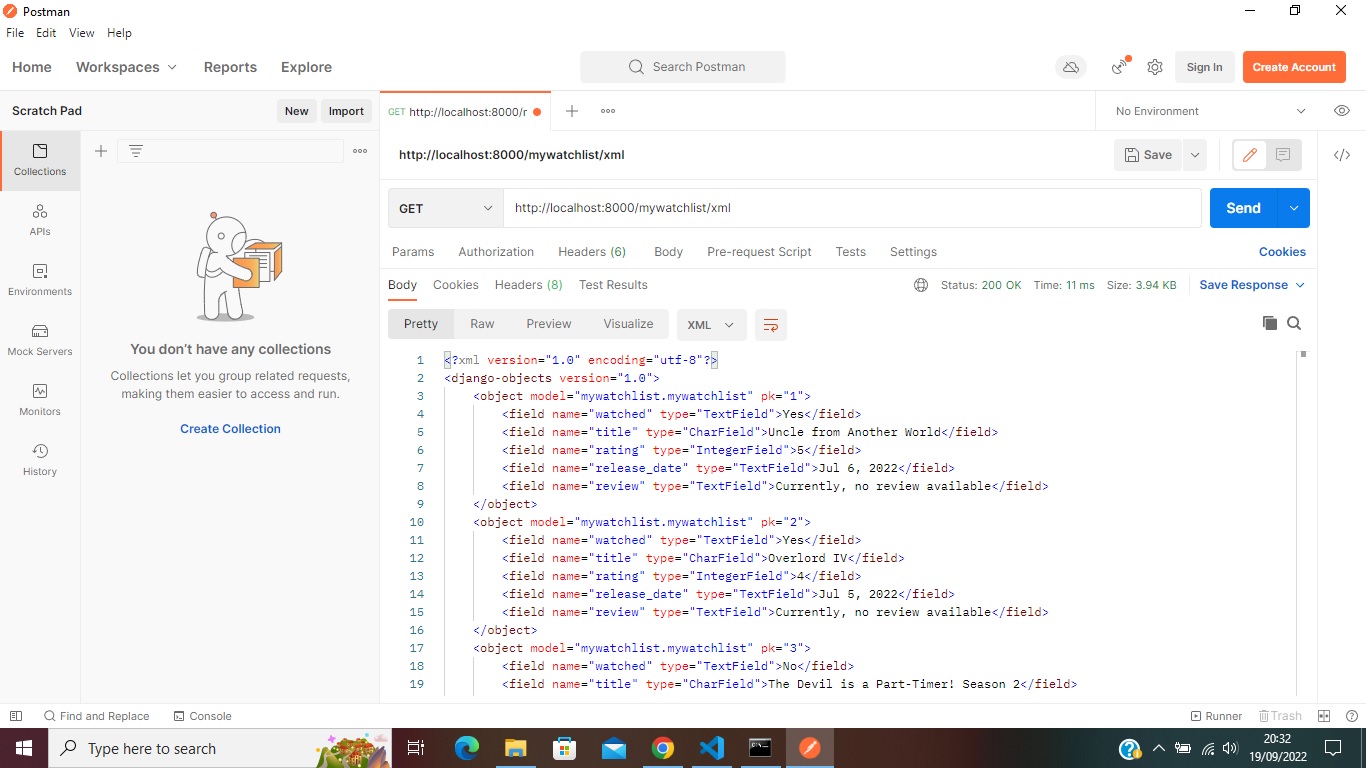 Postman
File Edit View Help
Home Workspaces Reports Explore Search Postman Sign In Create Account
Scratch Pad New Import
GET http://localhost:8000/r No Environment
http://localhost:8000/mywatchlist/xml Save
GET http://localhost:8000/mywatchlist/xml Send
Params Authorization Headers (6) Body Pre-request Script Tests Settings Cookies
Body Cookies Headers (8) Test Results Status: 200 OK Time: 11 ms Size: 3.94 KB Save Response
Pretty Raw Preview Visualize XML
Collections
APIs
Environments
Mock Servers
Monitors
History
You don't have any collections
Collections let you group related requests,
making them easier to access and run.
Create Collection
1 <?xml version="1.0" encoding="utf-8"?>
2 <django-objects version="1.0">
3 <object model="mywatchlist.mywatchlist" pk="1">
4 <field name="watched" type="TextField">Yes</field>
5 <field name="title" type="CharField">Uncle from Another World</field>
6 <field name="rating" type="IntegerField">5</field>
7 <field name="release_date" type="TextField">Jul 6, 2022</field>
8 <field name="review" type="TextField">Currently, no review available</field>
9 </object>
10 <object model="mywatchlist.mywatchlist" pk="2">
11 <field name="watched" type="TextField">Yes</field>
12 <field name="title" type="CharField">Overlord IV</field>
13 <field name="rating" type="IntegerField">4</field>
14 <field name="release_date" type="TextField">Jul 5, 2022</field>
15 <field name="review" type="TextField">Currently, no review available</field>
16 </object>
17 <object model="mywatchlist.mywatchlist" pk="3">
18 <field name="watched" type="TextField">No</field>
19 <field name="title" type="CharField">The Devil is a Part-Timer! Season 2</field>
Find and Replace Console Runner Trash
Type here to search
20:32
19/09/2022